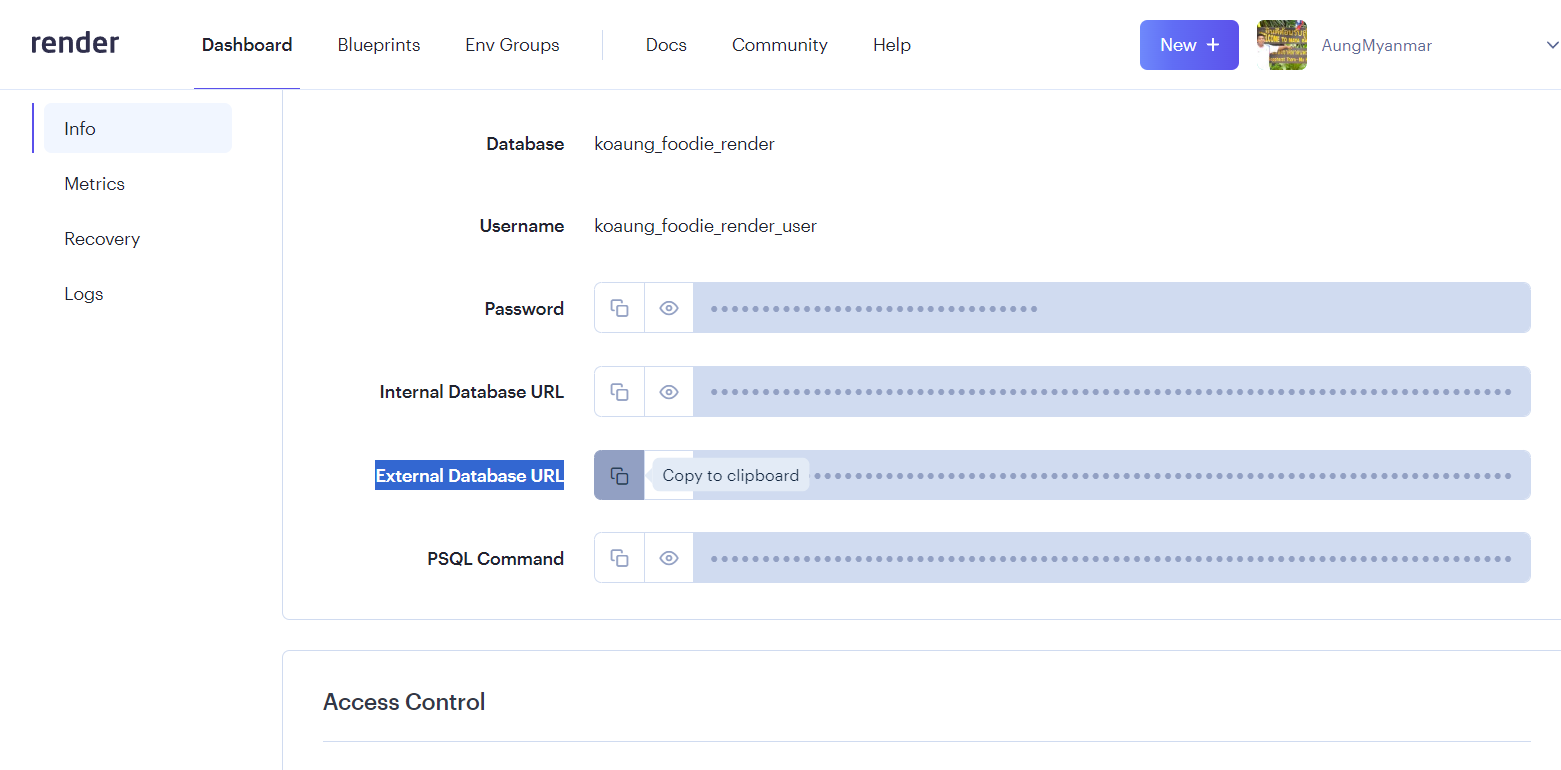 render
Dashboard
Blueprints
Env Groups
Docs
Community
Help
New +
AungMyanmar
Info
Metrics
Recovery
Logs
Database
koaung_foodie_render
Username
koaung_foodie_render_user
Password
Internal Database URL
External Database URL
Copy to clipboard
PSQL Command
Access Control